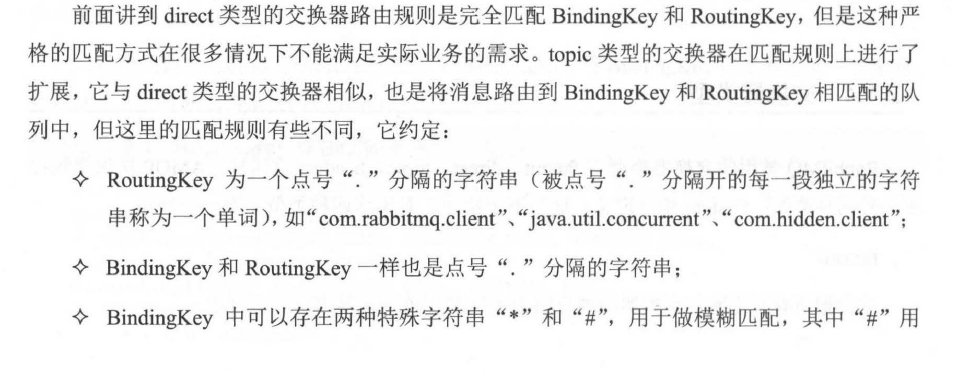 前面讲到 direct 类型的交换器路由规则是完全匹配 BindingKey 和 RoutingKey，但是这种严
格的匹配方式在很多情况下不能满足实际业务的需求。topic 类型的交换器在匹配规则上进行了
扩展，它与 direct 类型的交换器相似，也是将消息路由到 BindingKey 和 RoutingKey 相匹配的队
列中，但这里的匹配规则有些不同，它约定：
✧ RoutingKey 为一个点号“.”分隔的字符串（被点号“.”分隔开的每一段独立的字符
串称为一个单词），如“com.rabbitmq.client”、“java.util.concurrent”、“com.hidden.client”；
✧ BindingKey 和 RoutingKey 一样也是点号“.”分隔的字符串；
✧ BindingKey 中可以存在两种特殊字符串“*”和“#”，用于做模糊匹配，其中“#”用